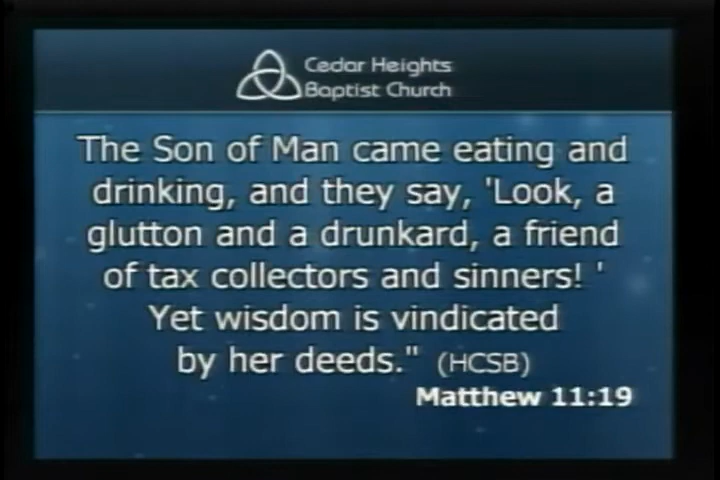 Cedar Heights
Baptist Church
The Son of Man came eating and
drinking, and they say, 'Look, a
glutton and a drunkard, a friend
of tax collectors and sinners! '
Yet wisdom is vindicated
by her deeds." (HCSB)
Matthew 11:19